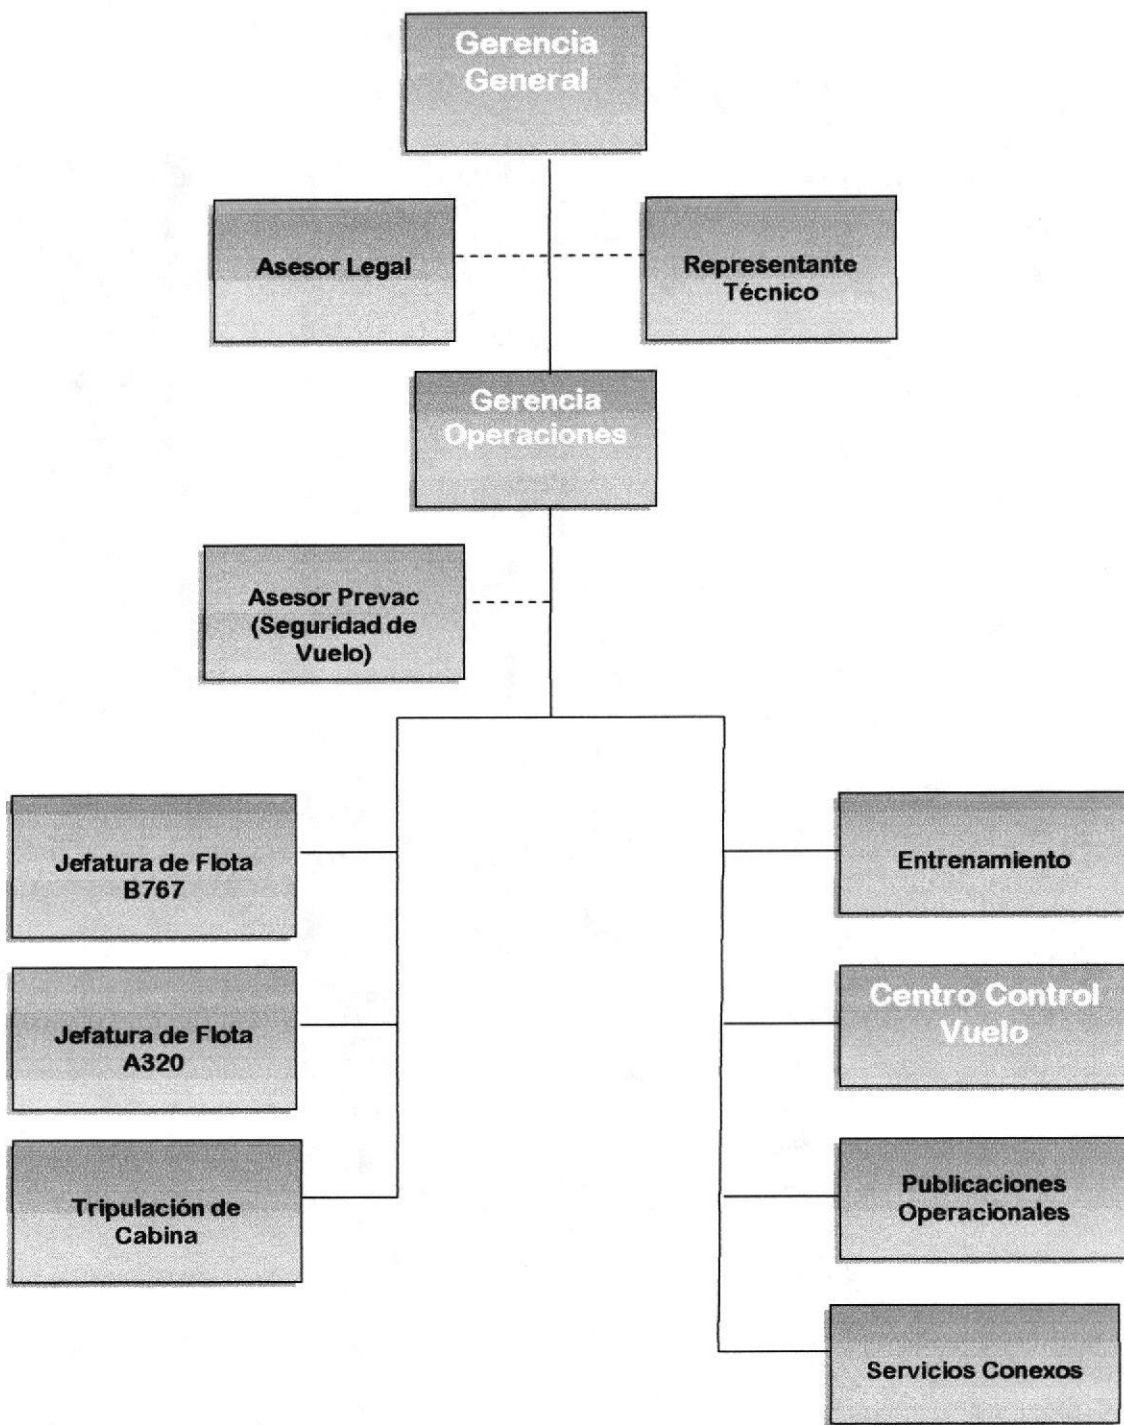 Gerencia
General
Asesor Legal
Representante
Técnico
Gerencia
Operaciones
Asesor Prevac
(Seguridad de
Vuelo)
Jefatura de Flota
B767
Entrenamiento
Jefatura de Flota
A320
Centro Control
Vuelo
Tripulación de
Cabina
Publicaciones
Operacionales
Servicios Conexos